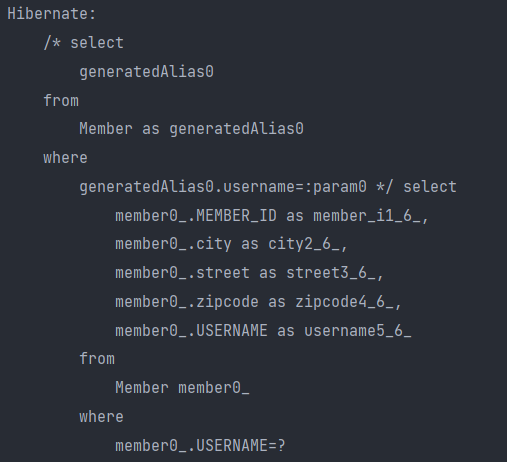 Hibernate:
    /* select
        generatedAlias0
    from
        Member as generatedAlias0
    where
        generatedAlias0.username=:param0 */ select
            member0_.MEMBER_ID as member_i1_6_,
            member0_.city as city2_6_,
            member0_.street as street3_6_,
            member0_.zipcode as zipcode4_6_,
            member0_.USERNAME as username5_6_
        from
            Member member0_
        where
            member0_.USERNAME=?